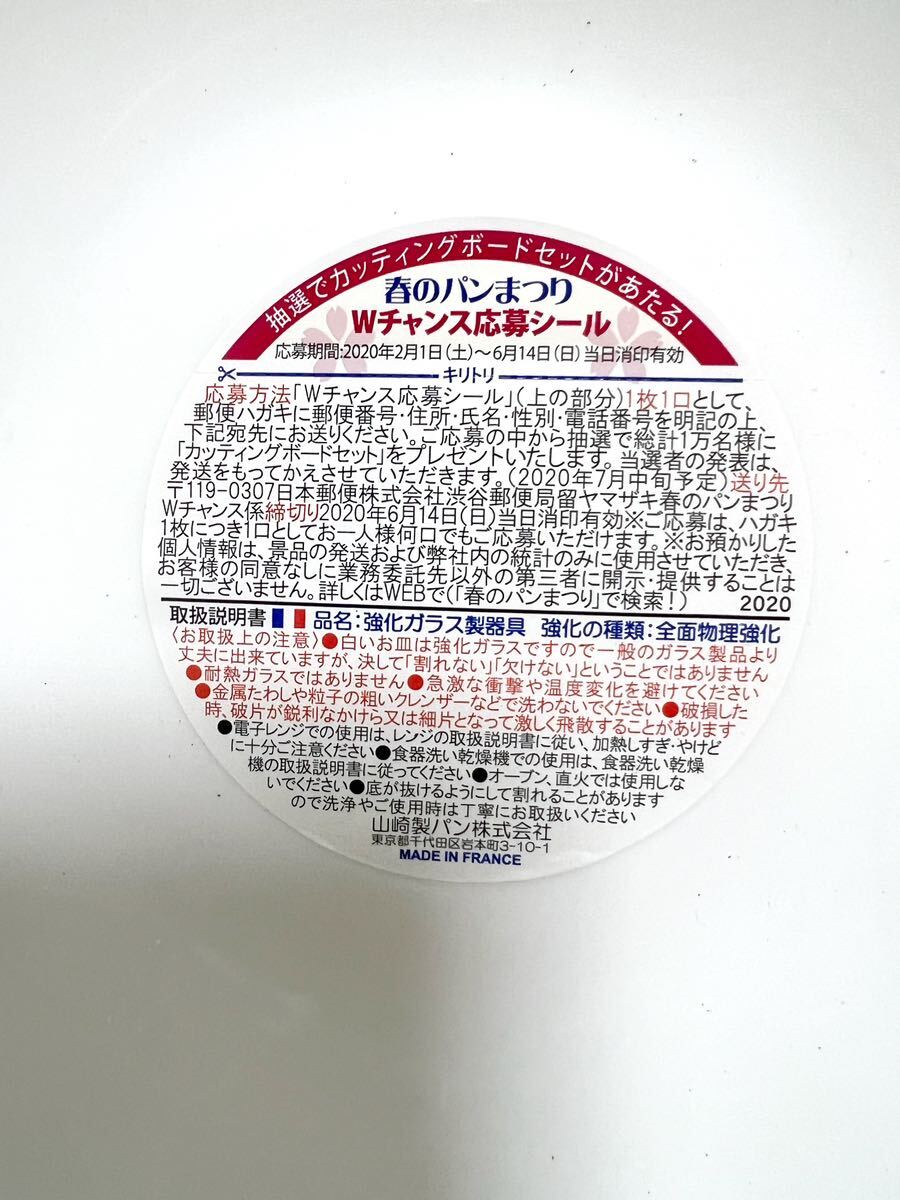 抽選でカッティングボードセットがあたる!
春のパンまつり
Wチャンス応募シール
応募期間:2020年2月1日(土)～6月14日(日)当日消印有効
キリトリ
応募方法「Wチャンス応募シール」(上の部分)1枚1口として、
郵便ハガキに郵便番号・住所・氏名・性別・電話番号を明記の上、
下記宛先にお送りください。ご応募の中から抽選で総計1万名様に
「カッティングボードセット」をプレゼントいたします。当選者の発表は、
発送をもってかえさせていただきます。(2020年7月中旬予定)送り先
〒119-0307日本郵便株式会社渋谷郵便局留ヤマザキ春のパンまつり
Wチャンス係締切り2020年6月14日(日)当日消印有効※ご応募は、ハガキ
1枚につき1口としてお一人様何口でもご応募いただけます。※お預かりした
個人情報は、景品の発送および弊社内の統計のみに使用させていただき、
お客様の同意なしに業務委託先以外の第三者に開示・提供することは
一切ございません。詳しくはWEBで(「春のパンまつり」で検索!) 2020
取扱説明書 品名:強化ガラス製器具 強化の種類:全面物理強化
〈お取扱上の注意〉●白いお皿は強化ガラスですので一般のガラス製品より
丈夫に出来ていますが、決して「割れない」「欠けない」ということではありません
●耐熱ガラスではありません●急激な衝撃や温度変化を避けてください
●金属たわしや粒子の粗いクレンザーなどで洗わないでください●破損した
時、破片が鋭利なかけら又は細片となって激しく飛散することがあります
●電子レンジでの使用は、レンジの取扱説明書に従い、加熱しすぎ・やけど
に十分ご注意ください●食器洗い乾燥機での使用は、食器洗い乾燥
機の取扱説明書に従ってください●オーブン、直火では使用しな
いでください●底が抜けるようにして割れることがあります
ので洗浄やご使用時は丁寧にお取扱いください
山崎製パン株式会社
東京都千代田区岩本町3-10-1
MADE IN FRANCE